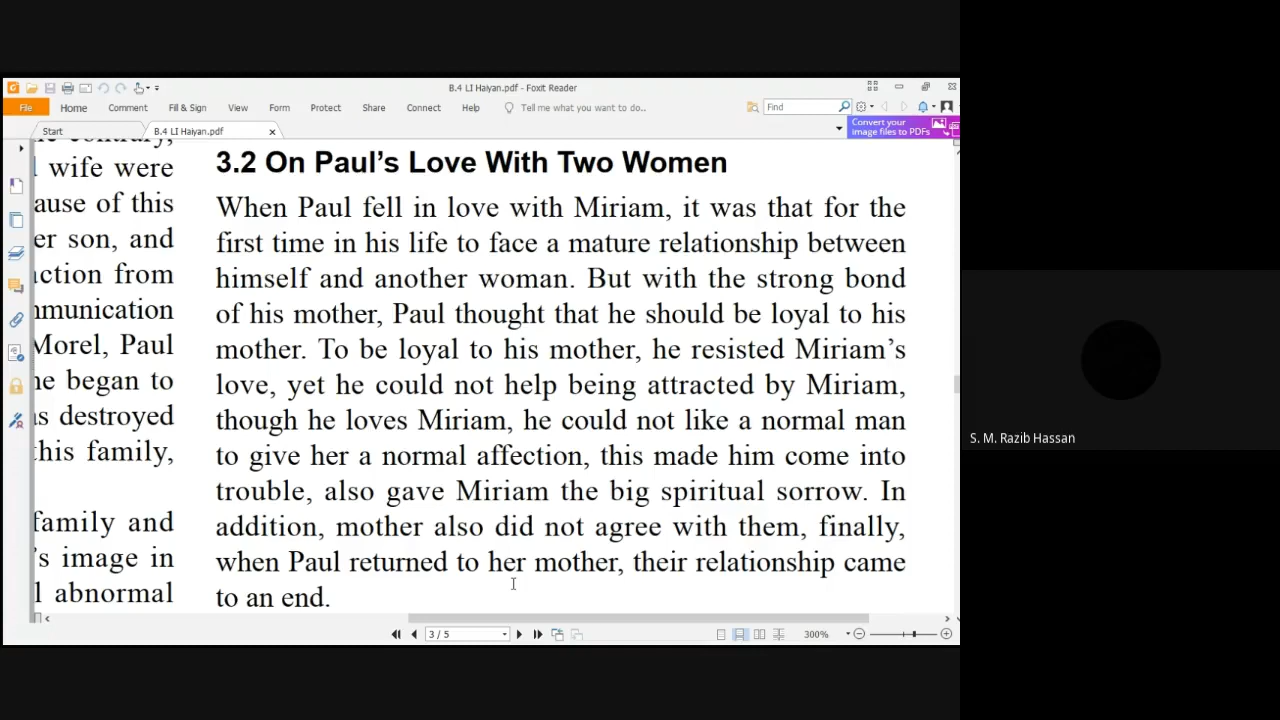 B.4 LI Haiyan.pdf - Foxit Reader
File Home Comment Fill & Sign View Form Protect Share Connect Help Tell me what you want to do... Find
Start B.4 LI Haiyan.pdf
Convert your
image files to PDFs
wife were
ause of this
er son, and
action from
mmunication
Morel, Paul
he began to
as destroyed
this family,
family and
's image in
l abnormal
3.2 On Paul's Love With Two Women
When Paul fell in love with Miriam, it was that for the
first time in his life to face a mature relationship between
himself and another woman. But with the strong bond
of his mother, Paul thought that he should be loyal to his
mother. To be loyal to his mother, he resisted Miriam's
love, yet he could not help being attracted by Miriam,
though he loves Miriam, he could not like a normal man
to give her a normal affection, this made him come into
trouble, also gave Miriam the big spiritual sorrow. In
addition, mother also did not agree with them, finally,
when Paul returned to her mother, their relationship came
to an end.
3 / 5
300%
S. M. Razib Hassan